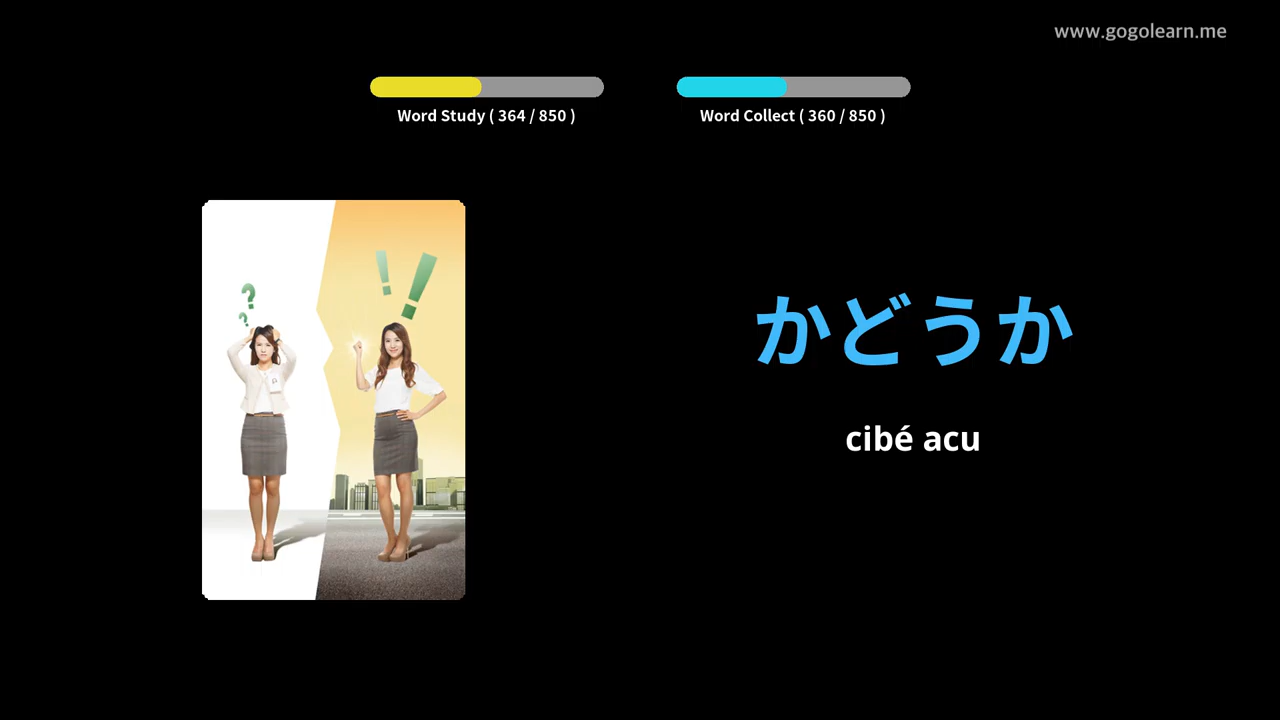 www.gogolearn.me
Word Study ( 364 / 850 )
Word Collect ( 360 / 850 )
かどうか
cibé acu